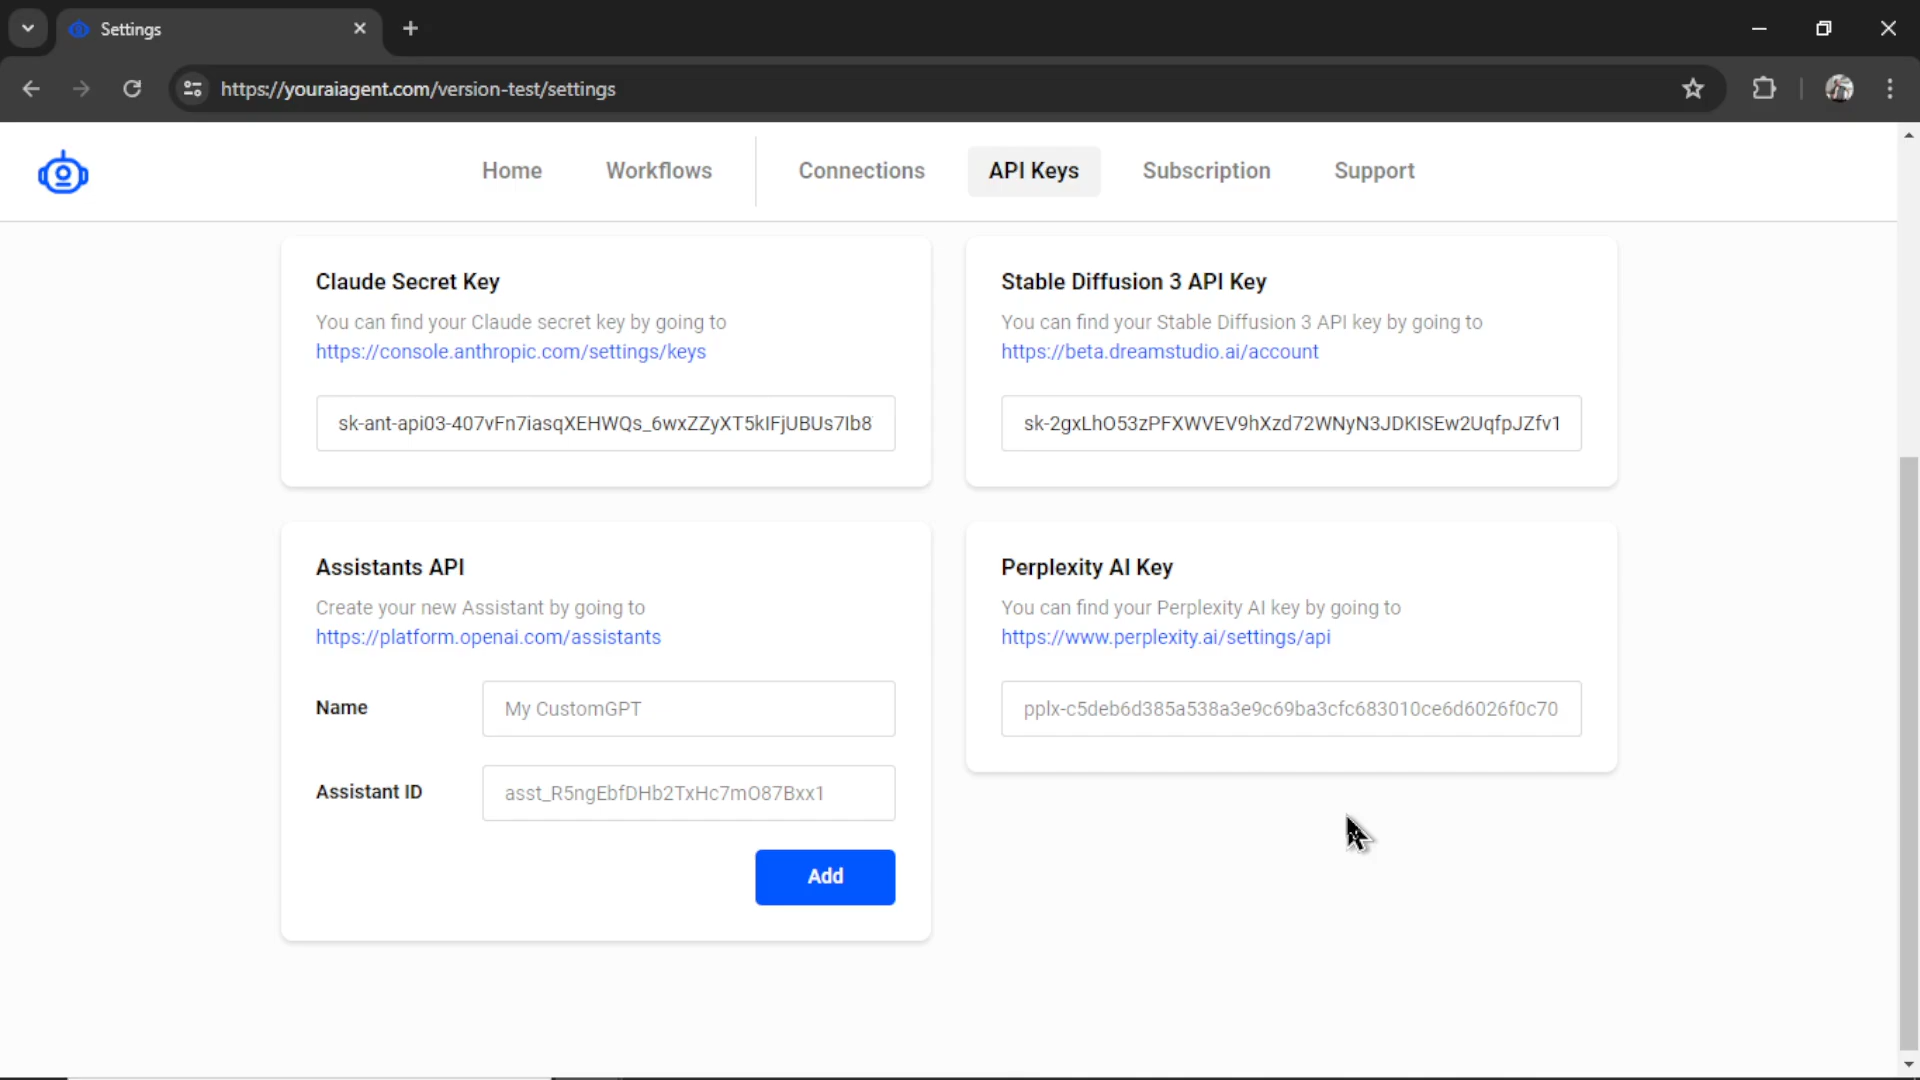 Settings
https://youraiagent.com/version-test/settings
Home
Workflows
Connections
API Keys
Subscription
Support
Claude Secret Key
You can find your Claude secret key by going to
https://console.anthropic.com/settings/keys
sk-ant-api03-407vFn7iasqXEHWQs_6wxZZyXT5kIFjUBUs7Ib8
Stable Diffusion 3 API Key
You can find your Stable Diffusion 3 API key by going to
https://beta.dreamstudio.ai/account
sk-2gxLhO53zPFXWVEV9hXzd72WNyN3JDKISEw2UqfpJZfv1
Assistants API
Create your new Assistant by going to
https://platform.openai.com/assistants
Name
My CustomGPT
Assistant ID
asst_R5ngEbfDHb2TxHc7mO87Bxx1
Add
Perplexity AI Key
You can find your Perplexity AI key by going to
https://www.perplexity.ai/settings/api
pplx-c5deb6d385a538a3e9c69ba3cfc683010ce6d6026f0c70